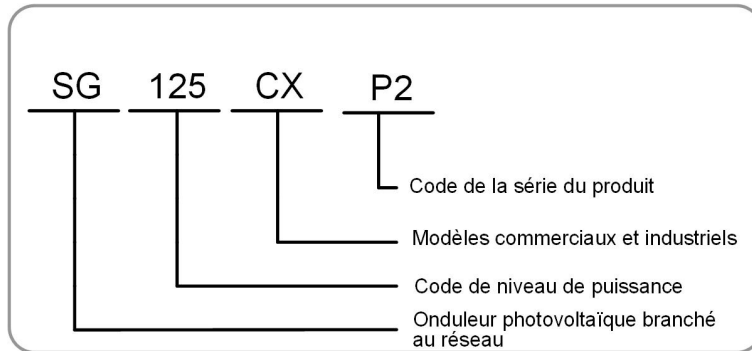 SG 125 CX P2
Code de la série du produit
Modèles commerciaux et industriels
Code de niveau de puissance
Onduleur photovoltaïque branché
au réseau